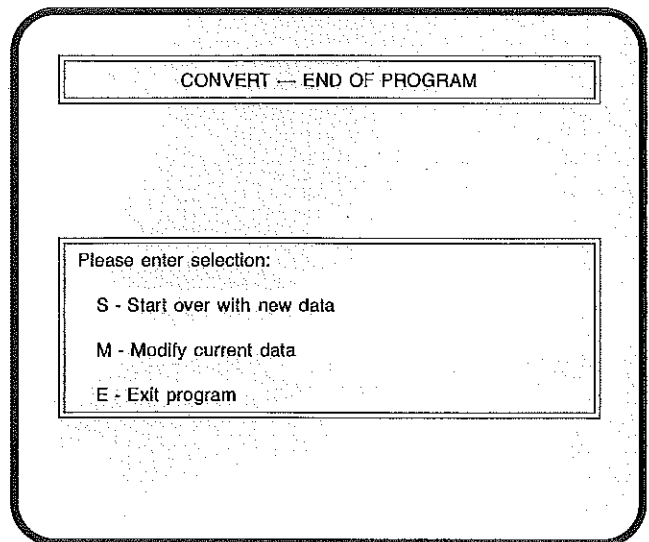 CONVERT — END OF PROGRAM
Please enter selection:
S - Start over with new data
M - Modify current data
E - Exit program